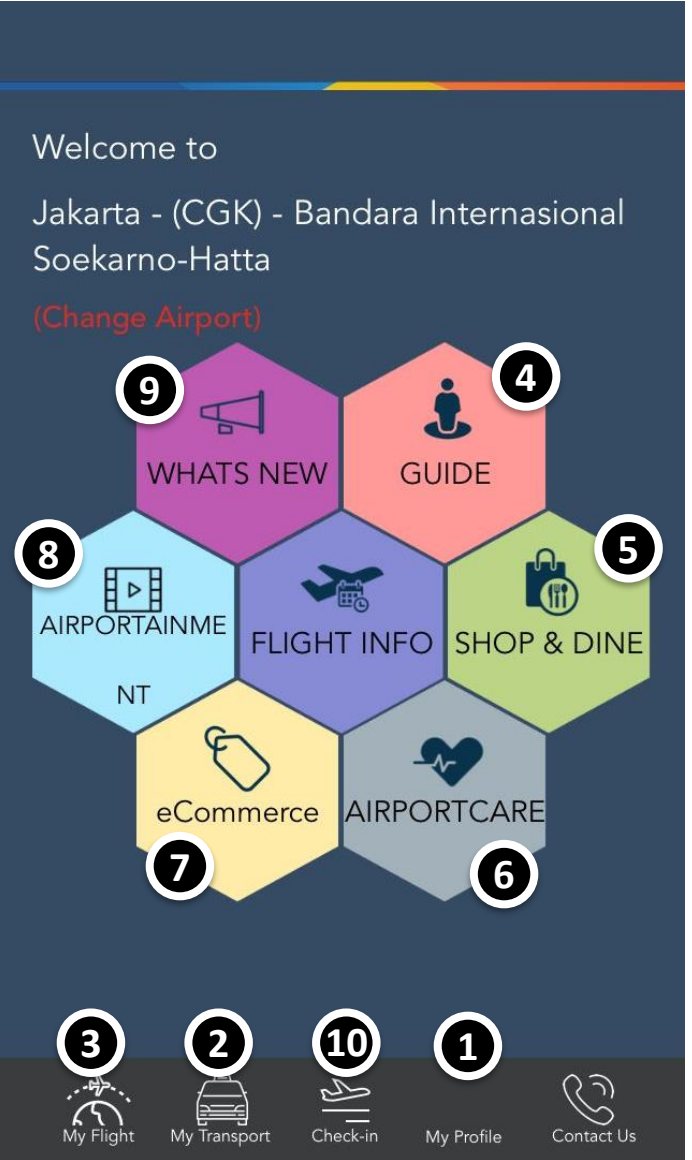 Welcome to
Jakarta - (CGK) - Bandara Internasional
Soekarno-Hatta
(Change Airport)
9
4
WHATS NEW
GUIDE
8
5
AIRPORTAINME
NT
FLIGHT INFO
SHOP & DINE
eCommerce
AIRPORTCARE
7
6
3
2
10
1
My Flight
My Transport
Check-in
My Profile
Contact Us